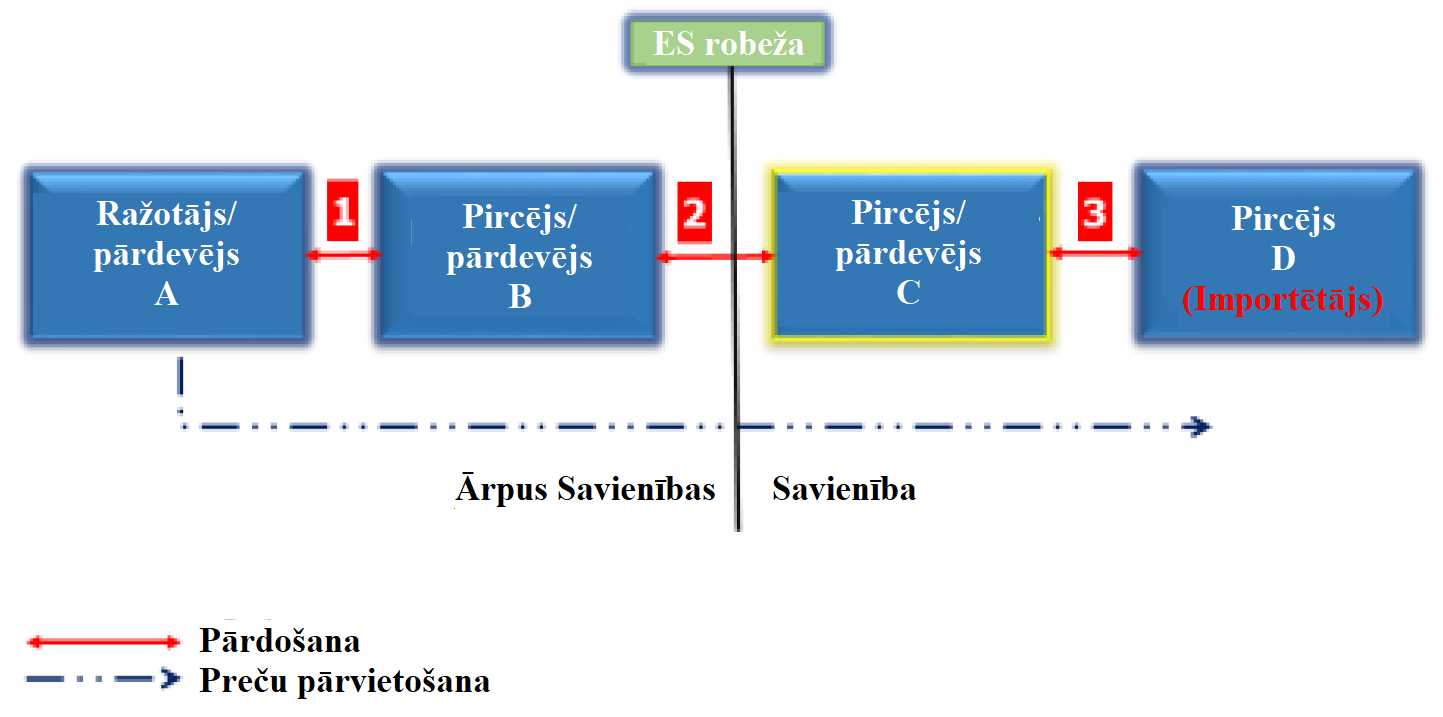 ES robeža
Ražotājs/
pārdevējs
A
1
Pircējs/
pārdevējs
B
2
Pircējs/
pārdevējs
C
3
Pircējs
D
(Importētājs)
Ārpus Savienības
Savienība
Pārdošana
Preču pārvietošana